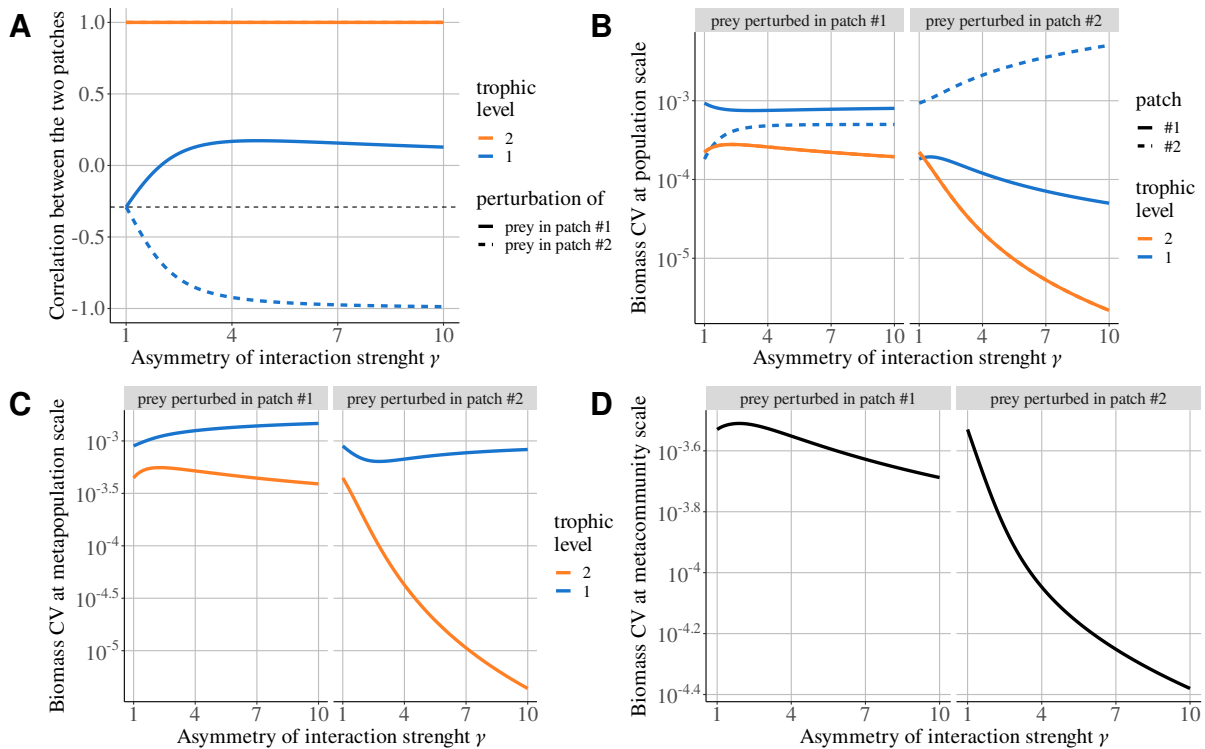 A
Correlation between the two patches
1.0
0.5
0.0
-0.5
-1.0
1 4 7 10
Asymmetry of interaction strenght γ
trophic
level
2
1
perturbation of
prey in patch #1
prey in patch #2
B
prey perturbed in patch #1 prey perturbed in patch #2
Biomass CV at population scale
10-3
10-4
10-5
1 4 7 10 1 4 7 10
Asymmetry of interaction strenght γ
patch
#1
#2
trophic
level
2
1
C
prey perturbed in patch #1 prey perturbed in patch #2
Biomass CV at metapopulation scale
10-3
10-3.5
10-4
10-4.5
10-5
1 4 7 10 1 4 7 10
Asymmetry of interaction strenght γ
trophic
level
2
1
D
prey perturbed in patch #1 prey perturbed in patch #2
Biomass CV at metacommunity scale
10-3.6
10-3.8
10-4
10-4.2
10-4.4
1 4 7 10 1 4 7 10
Asymmetry of interaction strenght γ